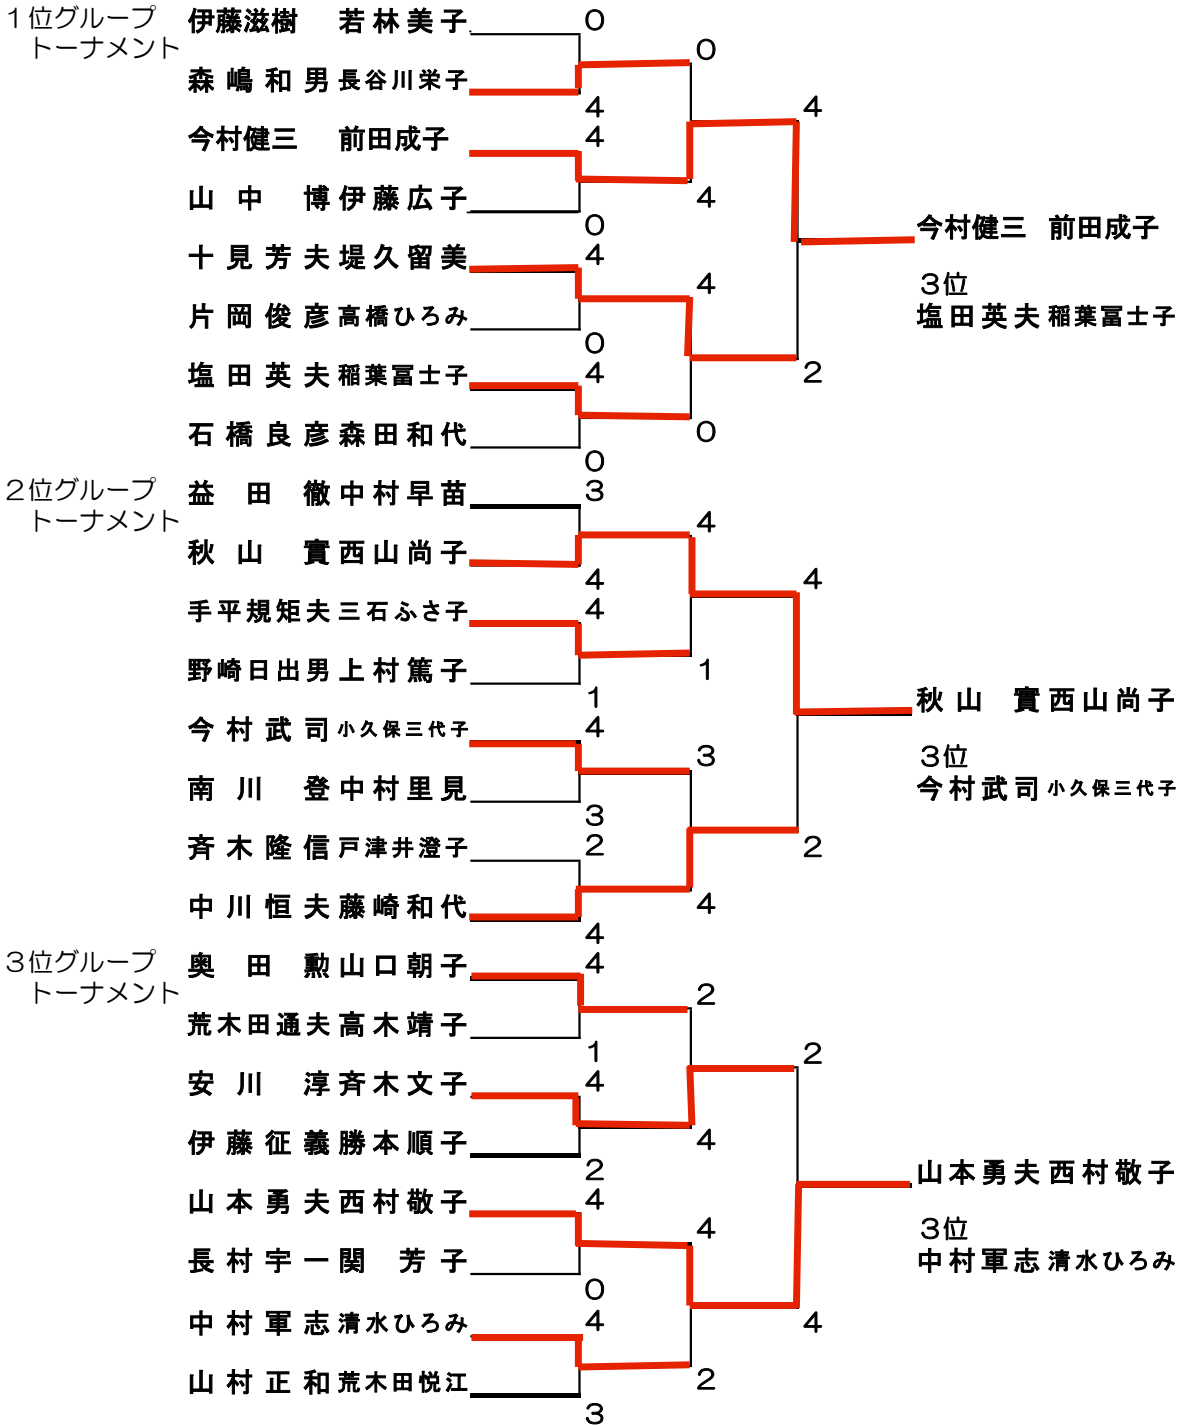 1位グループ
トーナメント
伊藤滋樹 若林美子 0
0
森嶋和男 長谷川栄子 4
4
今村健三 前田成子 4
4
山中 博 伊藤広子 0
今村健三 前田成子
十見芳夫 堤久留美 4
4
3位
片岡俊彦 高橋ひろみ 0
塩田英夫 稲葉冨士子
塩田英夫 稲葉冨士子 4
2
石橋良彦 森田和代 0
0
2位グループ
トーナメント
益田 徹 中村早苗 3
4
秋山 實 西山尚子 4
4
手平規矩夫 三石ふさ子 4
1
野崎日出男 上村篤子 1
秋山 實 西山尚子
今村武司 小久保三代子 4
3
3位
南川 登 中村里見 3
今村武司 小久保三代子
斉木隆信 戸津井澄子 2
2
中川恒夫 藤崎和代 4
4
3位グループ
トーナメント
奥田 勲 山口朝子 4
2
荒木田通夫 高木靖子 1
2
安川 淳 斉木文子 4
4
伊藤征義 勝本順子 2
山本勇夫 西村敬子
山本勇夫 西村敬子 4
4
3位
長村宇一 関 芳子 0
中村軍志 清水ひろみ
中村軍志 清水ひろみ 4
4
山村正和 荒木田悦江 3
2